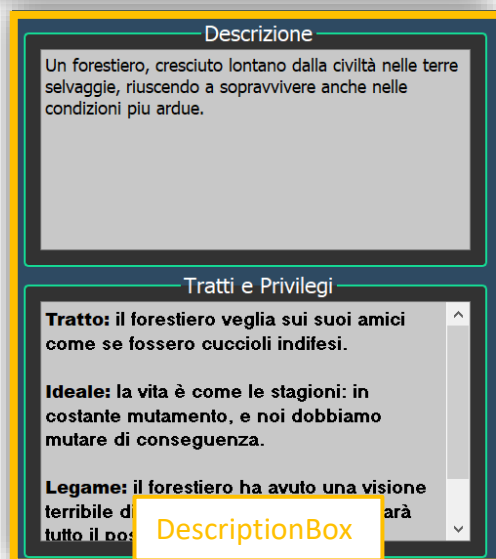 Descrizione
Un forestiero, cresciuto lontano dalla civiltà nelle terre
selvaggie, riuscendo a sopravvivere anche nelle
condizioni piu ardue.
Tratti e Privilegi
Tratto: il forestiero veglia sui suoi amici
come se fossero cuccioli indifesi.
Ideale: la vita è come le stagioni: in
costante mutamento, e noi dobbiamo
mutare di conseguenza.
Legame: il forestiero ha avuto una visione
terribile
tutto il
DescriptionBox